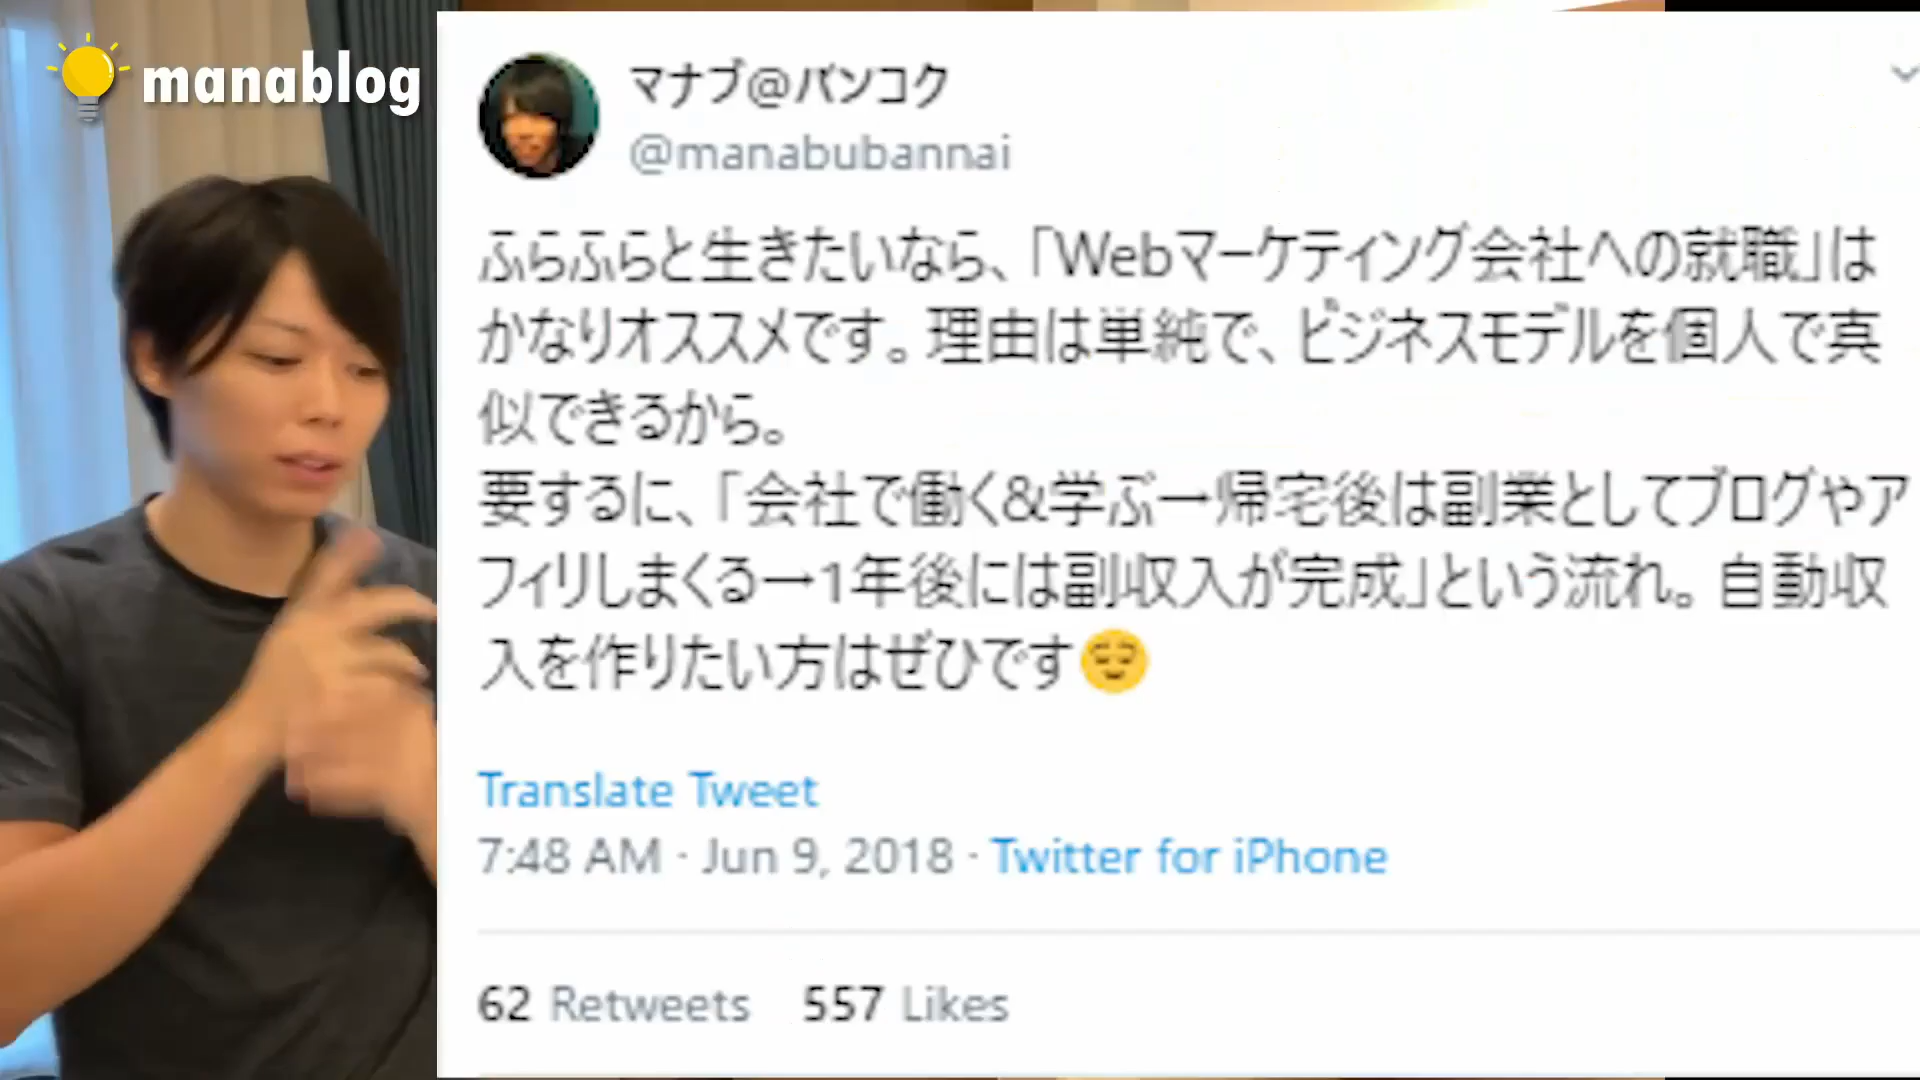 manablog
マナブ@バンコク
@manabubannai
ふらふらと生きたいなら、「Webマーケティング会社への就職」は
かなりオススメです。理由は単純で、ビジネスモデルを個人で真
似できるから。
要するに、「会社で働く&学ぶ→帰宅後は副業としてブログやア
フィリしまくる→1年後には副収入が完成」という流れ。自動収
入を作りたい方はぜひです😌
Translate Tweet
7:48 AM · Jun 9, 2018 · Twitter for iPhone
62 Retweets 557 Likes